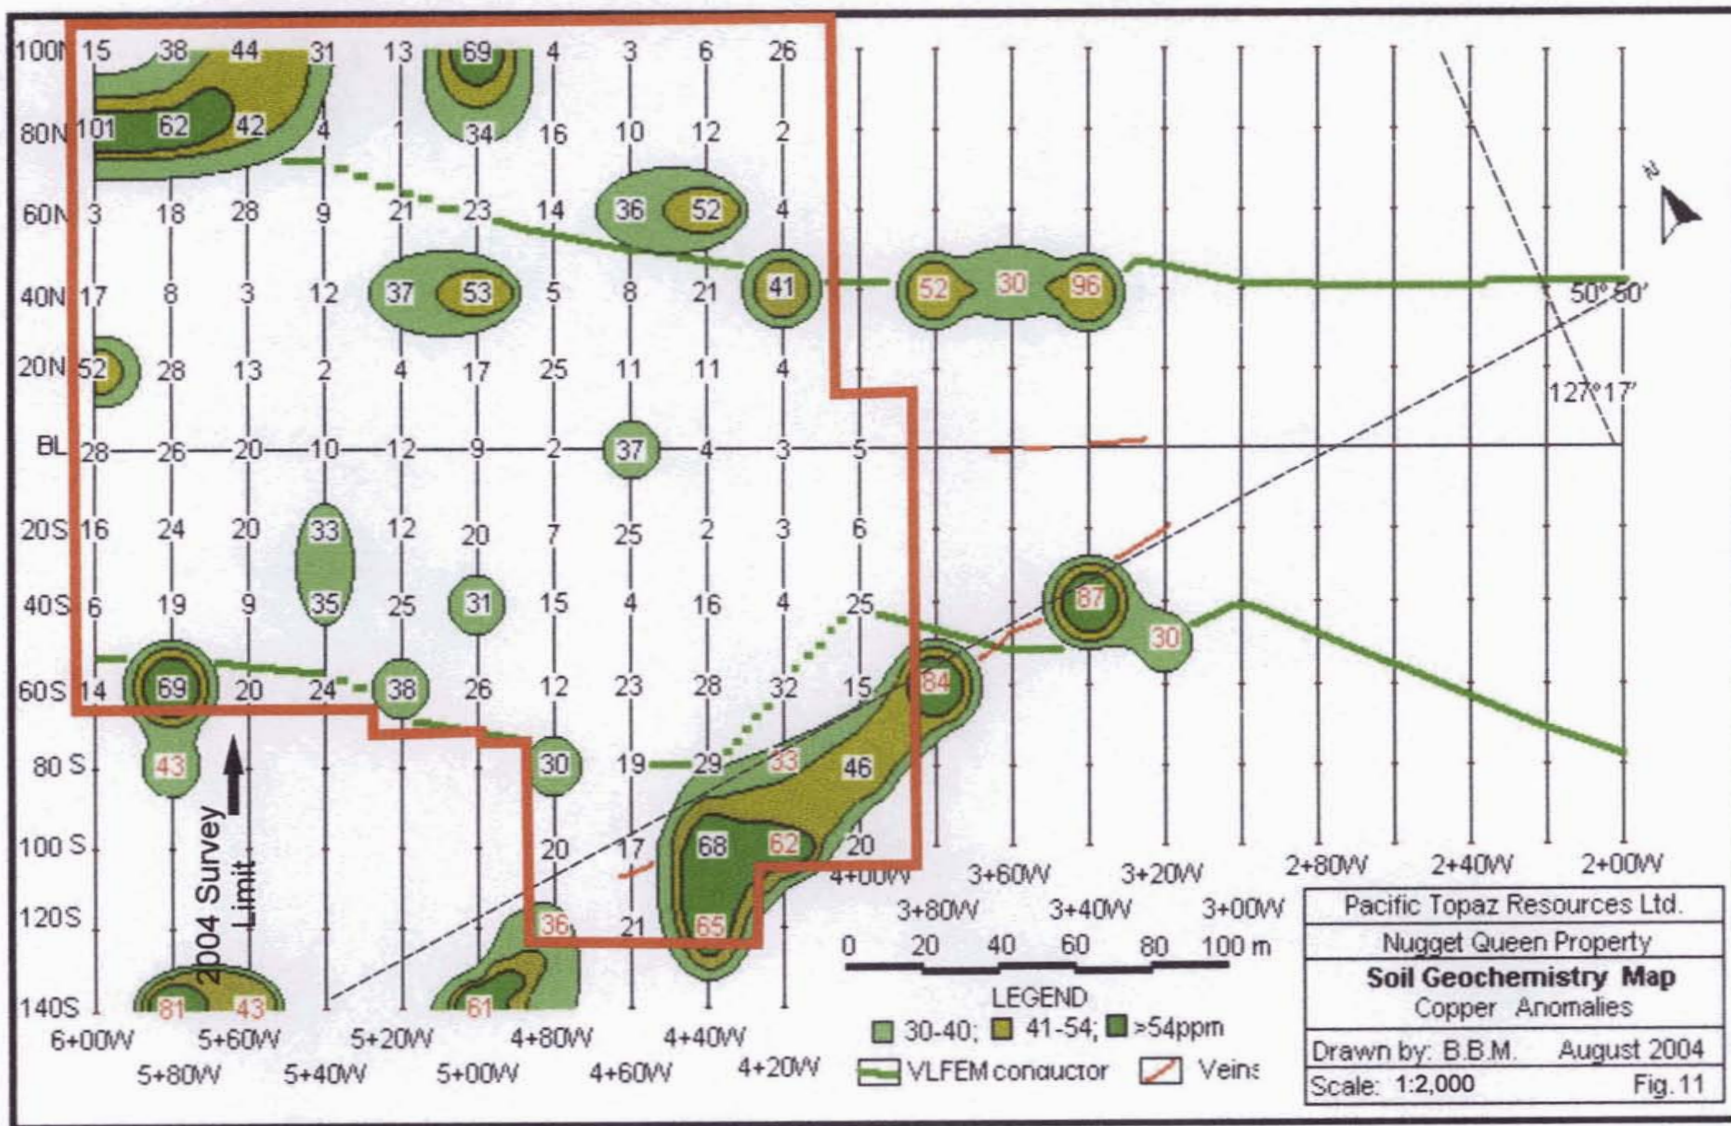 100N 15 38 44 31 13 69 4 3 6 26
80N 101 62 42 4 1 34 16 10 12 2
60N 3 18 28 9 21 23 14 36 52 4
40N 17 8 3 12 37 53 5 8 21 41 52 30 96
50° 50'
20N 52 28 13 2 4 17 25 11 11 4
127° 17'
BL 28 26 20 10 12 9 2 37 4 3 5
20S 16 24 20 33 12 20 7 25 2 3 6
40S 6 19 9 35 25 31 15 4 16 4 25 87
30
60S 14 69 20 24 38 26 12 23 28 32 15 84
80 S 43 30 19 29 33 46
100 S 20 17 68 62 20
120S 36 21 65
140S 81 43 61
2004 Survey
Limit
N
4+00W 3+60W 3+20W 2+80W 2+40W 2+00W
3+80W 3+40W 3+00W
6+00W 5+60W 5+20W 4+80W 4+40W
5+80W 5+40W 5+00W 4+60W 4+20W
0 20 40 60 80 100 m
LEGEND
30-40; 41-54; >54ppm
VLFEM conductor Veins
Pacific Topaz Resources Ltd.
Nugget Queen Property
Soil Geochemistry Map
Copper Anomalies
Drawn by: B.B.M. August 2004
Scale: 1:2,000 Fig.11